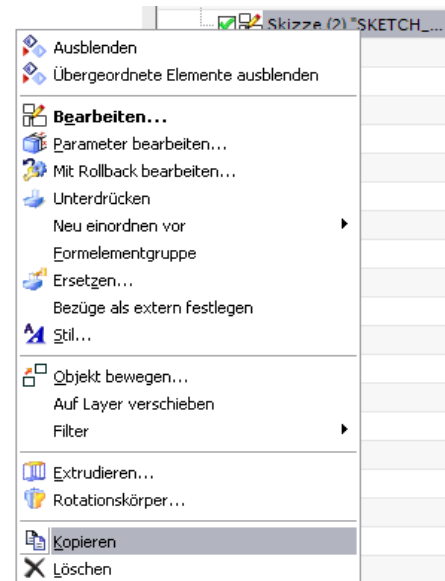 Skizze (2) "SKETCH_...
Ausblenden
Übergeordnete Elemente ausblenden
Bearbeiten...
Parameter bearbeiten...
Mit Rollback bearbeiten...
Unterdrücken
Neu einordnen vor
Formelementgruppe
Ersetzen...
Bezüge als extern festlegen
Stil...
Objekt bewegen...
Auf Layer verschieben
Filter
Extrudieren...
Rotationskörper...
Kopieren
Löschen